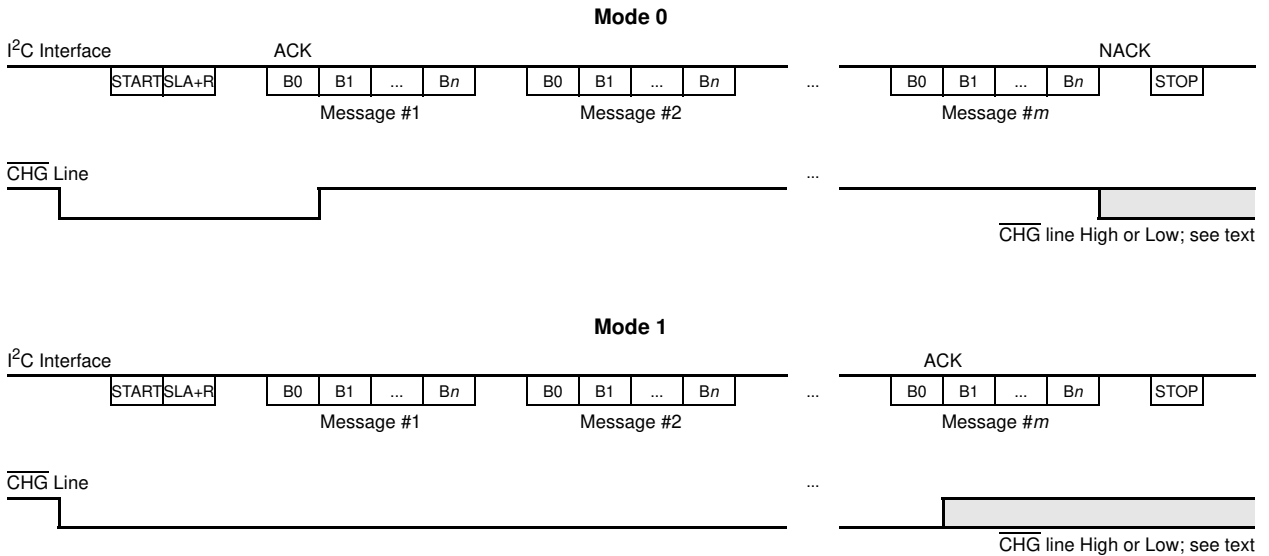 Mode 0
I2C Interface ACK NACK
START SLA+R B0 B1 ... Bn B0 B1 ... Bn ... B0 B1 ... Bn STOP
Message #1 Message #2 Message #m
CHG Line ...
CHG line High or Low; see text
Mode 1
I2C Interface ACK
START SLA+R B0 B1 ... Bn B0 B1 ... Bn ... B0 B1 ... Bn STOP
Message #1 Message #2 Message #m
CHG Line ...
CHG line High or Low; see text